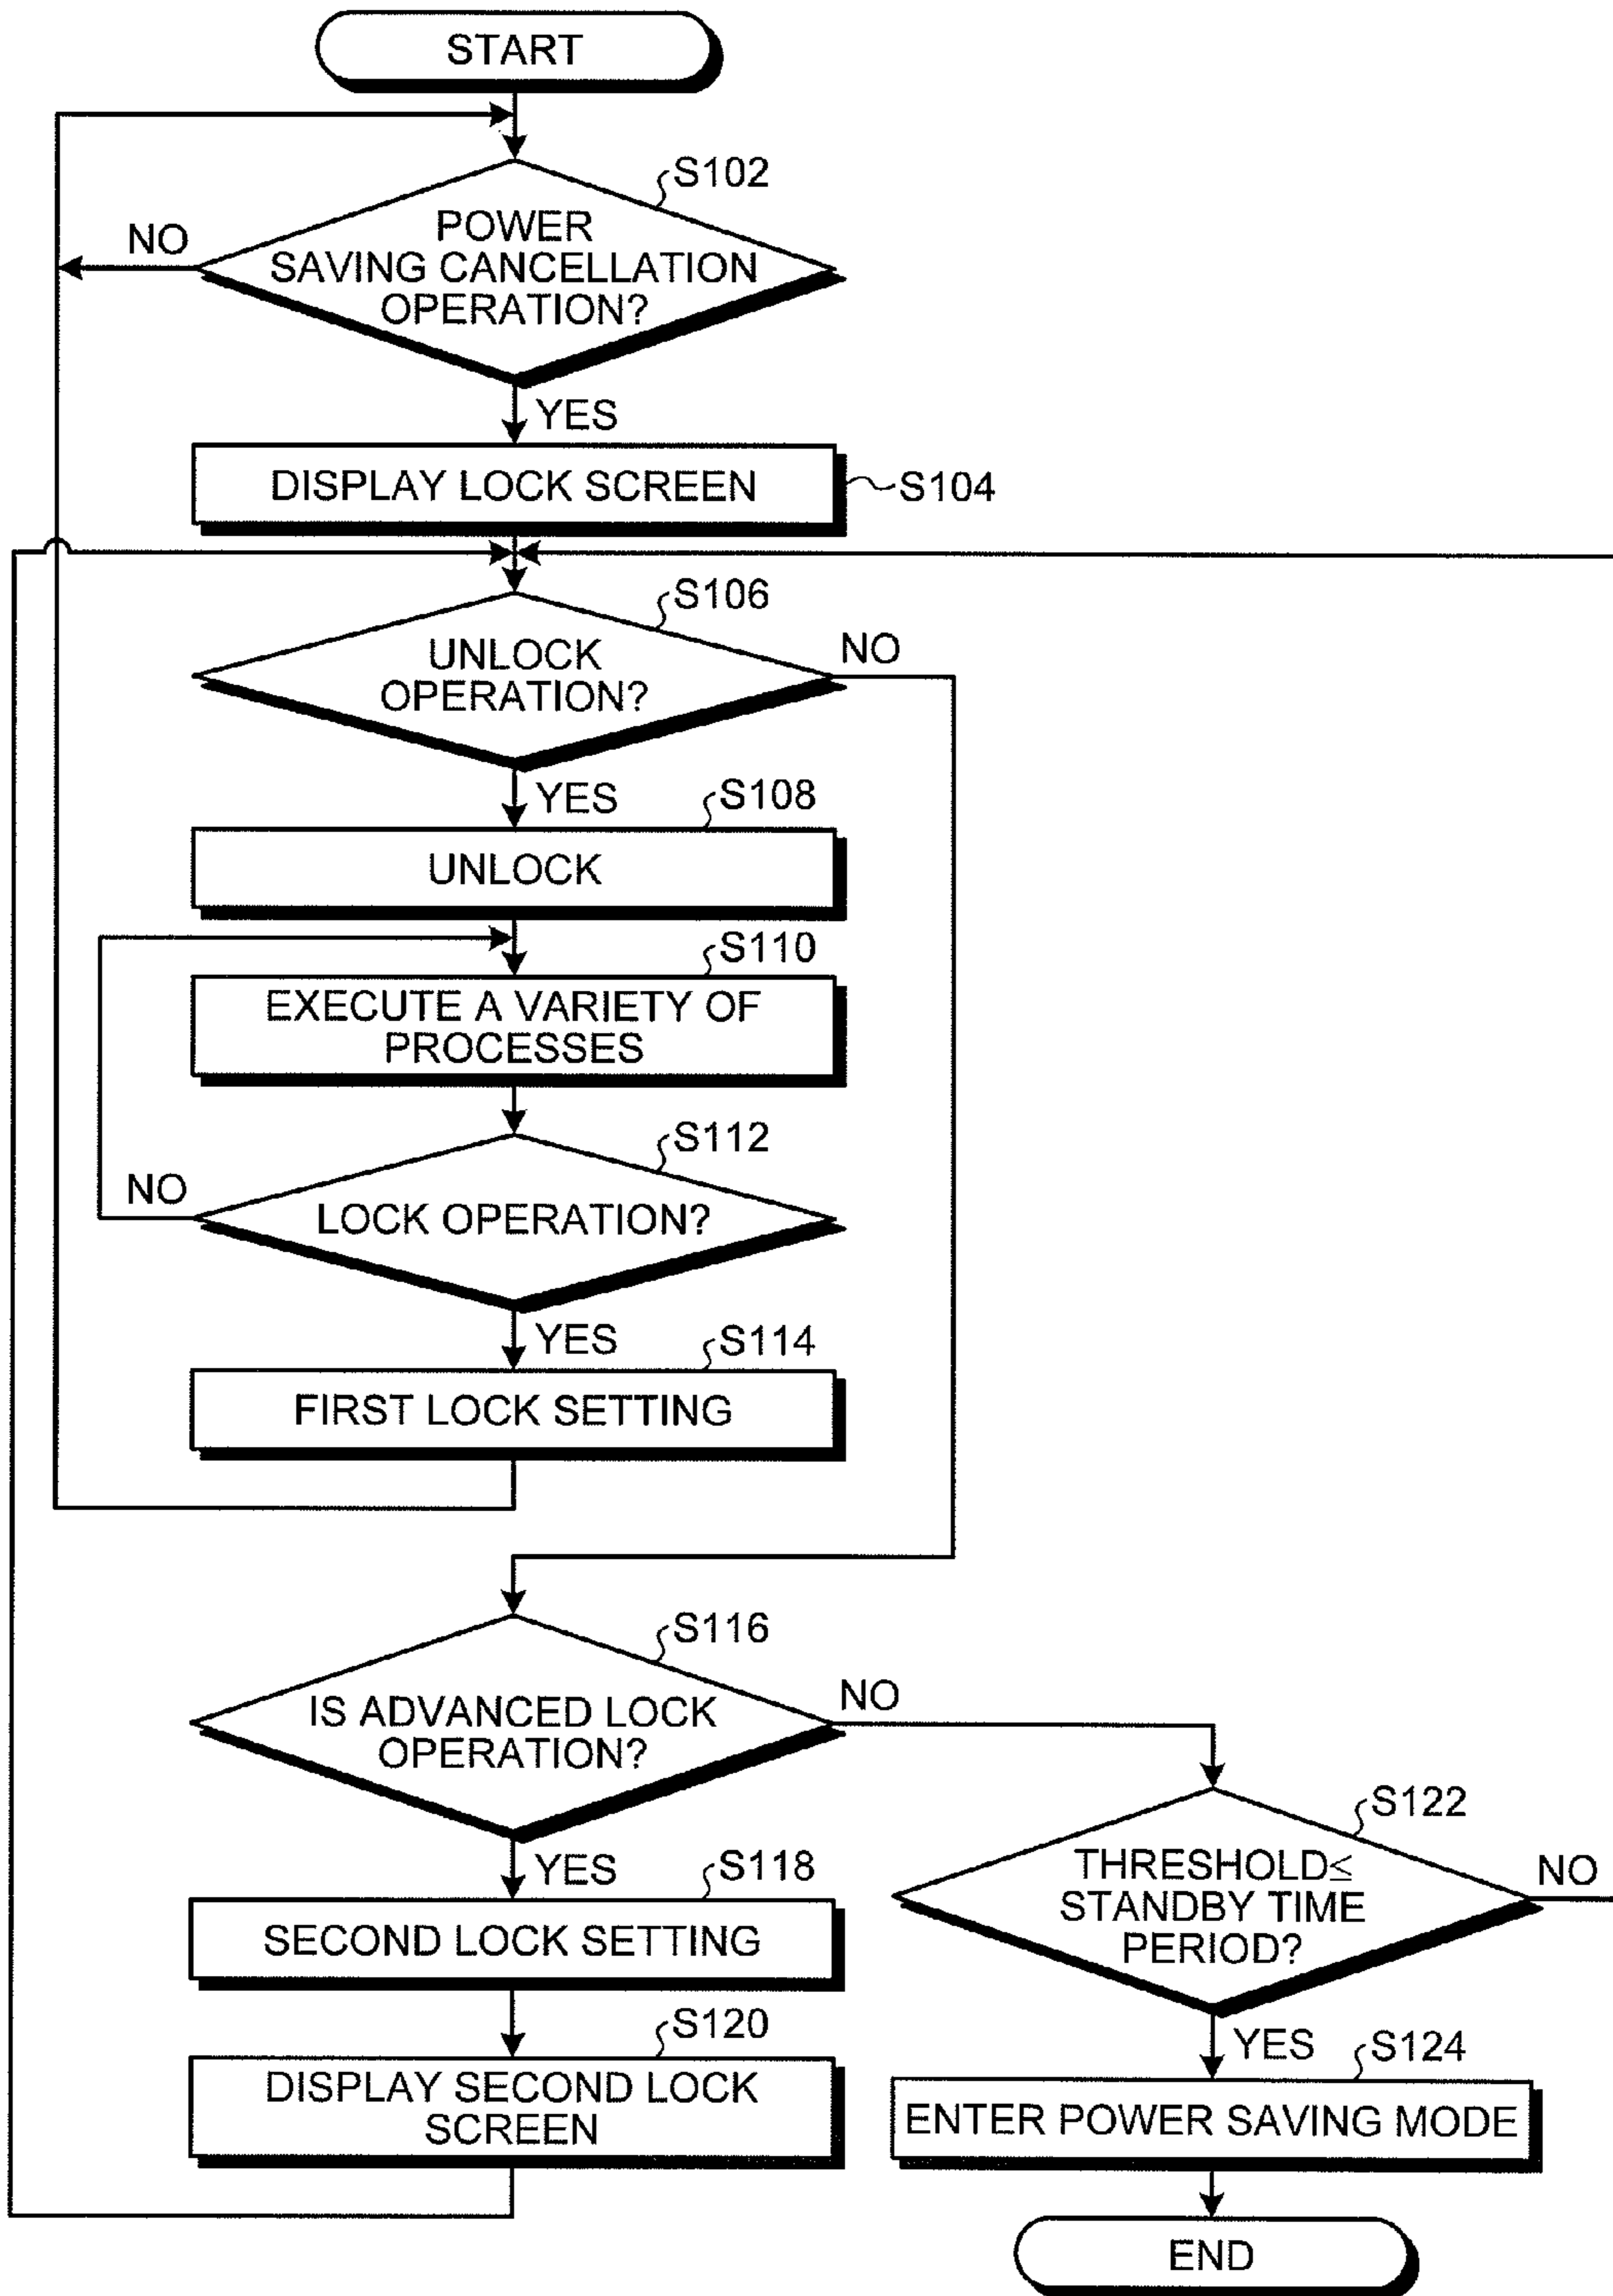 START
S102
POWER
SAVING CANCELLATION
OPERATION?
NO
YES
DISPLAY LOCK SCREEN
S104
S106
UNLOCK
OPERATION?
NO
YES
S108
UNLOCK
S110
EXECUTE A VARIETY OF
PROCESSES
S112
LOCK OPERATION?
NO
YES
S114
FIRST LOCK SETTING
S116
IS ADVANCED LOCK
OPERATION?
NO
YES
S118
SECOND LOCK SETTING
S120
DISPLAY SECOND LOCK
SCREEN
S122
THRESHOLD≤
STANDBY TIME
PERIOD?
NO
YES
S124
ENTER POWER SAVING MODE
END